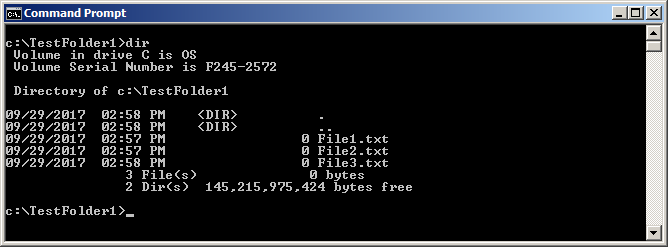 Command Prompt
c:\TestFolder1>dir
 Volume in drive C is OS
 Volume Serial Number is F245-2572
 Directory of c:\TestFolder1
09/29/2017  02:58 PM    <DIR>          .
09/29/2017  02:58 PM    <DIR>          ..
09/29/2017  02:57 PM                 0 File1.txt
09/29/2017  02:57 PM                 0 File2.txt
09/29/2017  02:58 PM                 0 File3.txt
               3 File(s)              0 bytes
               2 Dir(s)  145,215,975,424 bytes free
c:\TestFolder1>_